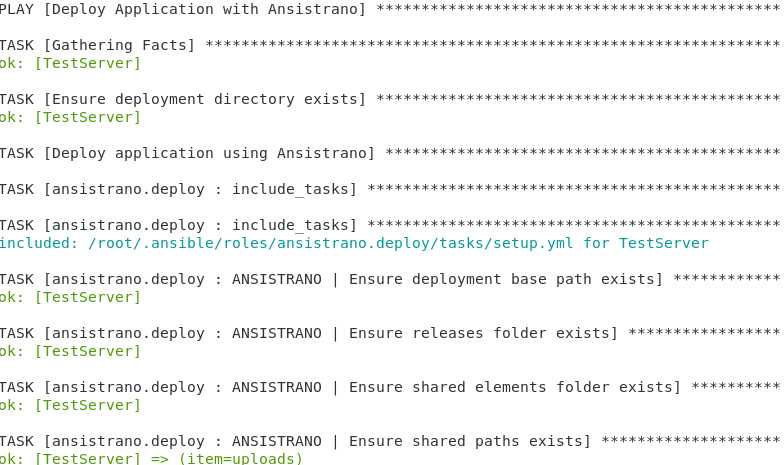 PLAY [Deploy Application with Ansistrano] *********************************************
TASK [Gathering Facts] ****************************************************************
ok: [TestServer]
TASK [Ensure deployment directory exists] *********************************************
ok: [TestServer]
TASK [Deploy application using Ansistrano] ********************************************
TASK [ansistrano.deploy : include_tasks] **********************************************
TASK [ansistrano.deploy : include_tasks] **********************************************
included: /root/.ansible/roles/ansistrano.deploy/tasks/setup.yml for TestServer
TASK [ansistrano.deploy : ANSISTRANO | Ensure deployment base path exists] ************
ok: [TestServer]
TASK [ansistrano.deploy : ANSISTRANO | Ensure releases folder exists] *****************
ok: [TestServer]
TASK [ansistrano.deploy : ANSISTRANO | Ensure shared elements folder exists] **********
ok: [TestServer]
TASK [ansistrano.deploy : ANSISTRANO | Ensure shared paths exists] ********************
ok: [TestServer] => (item=uploads)